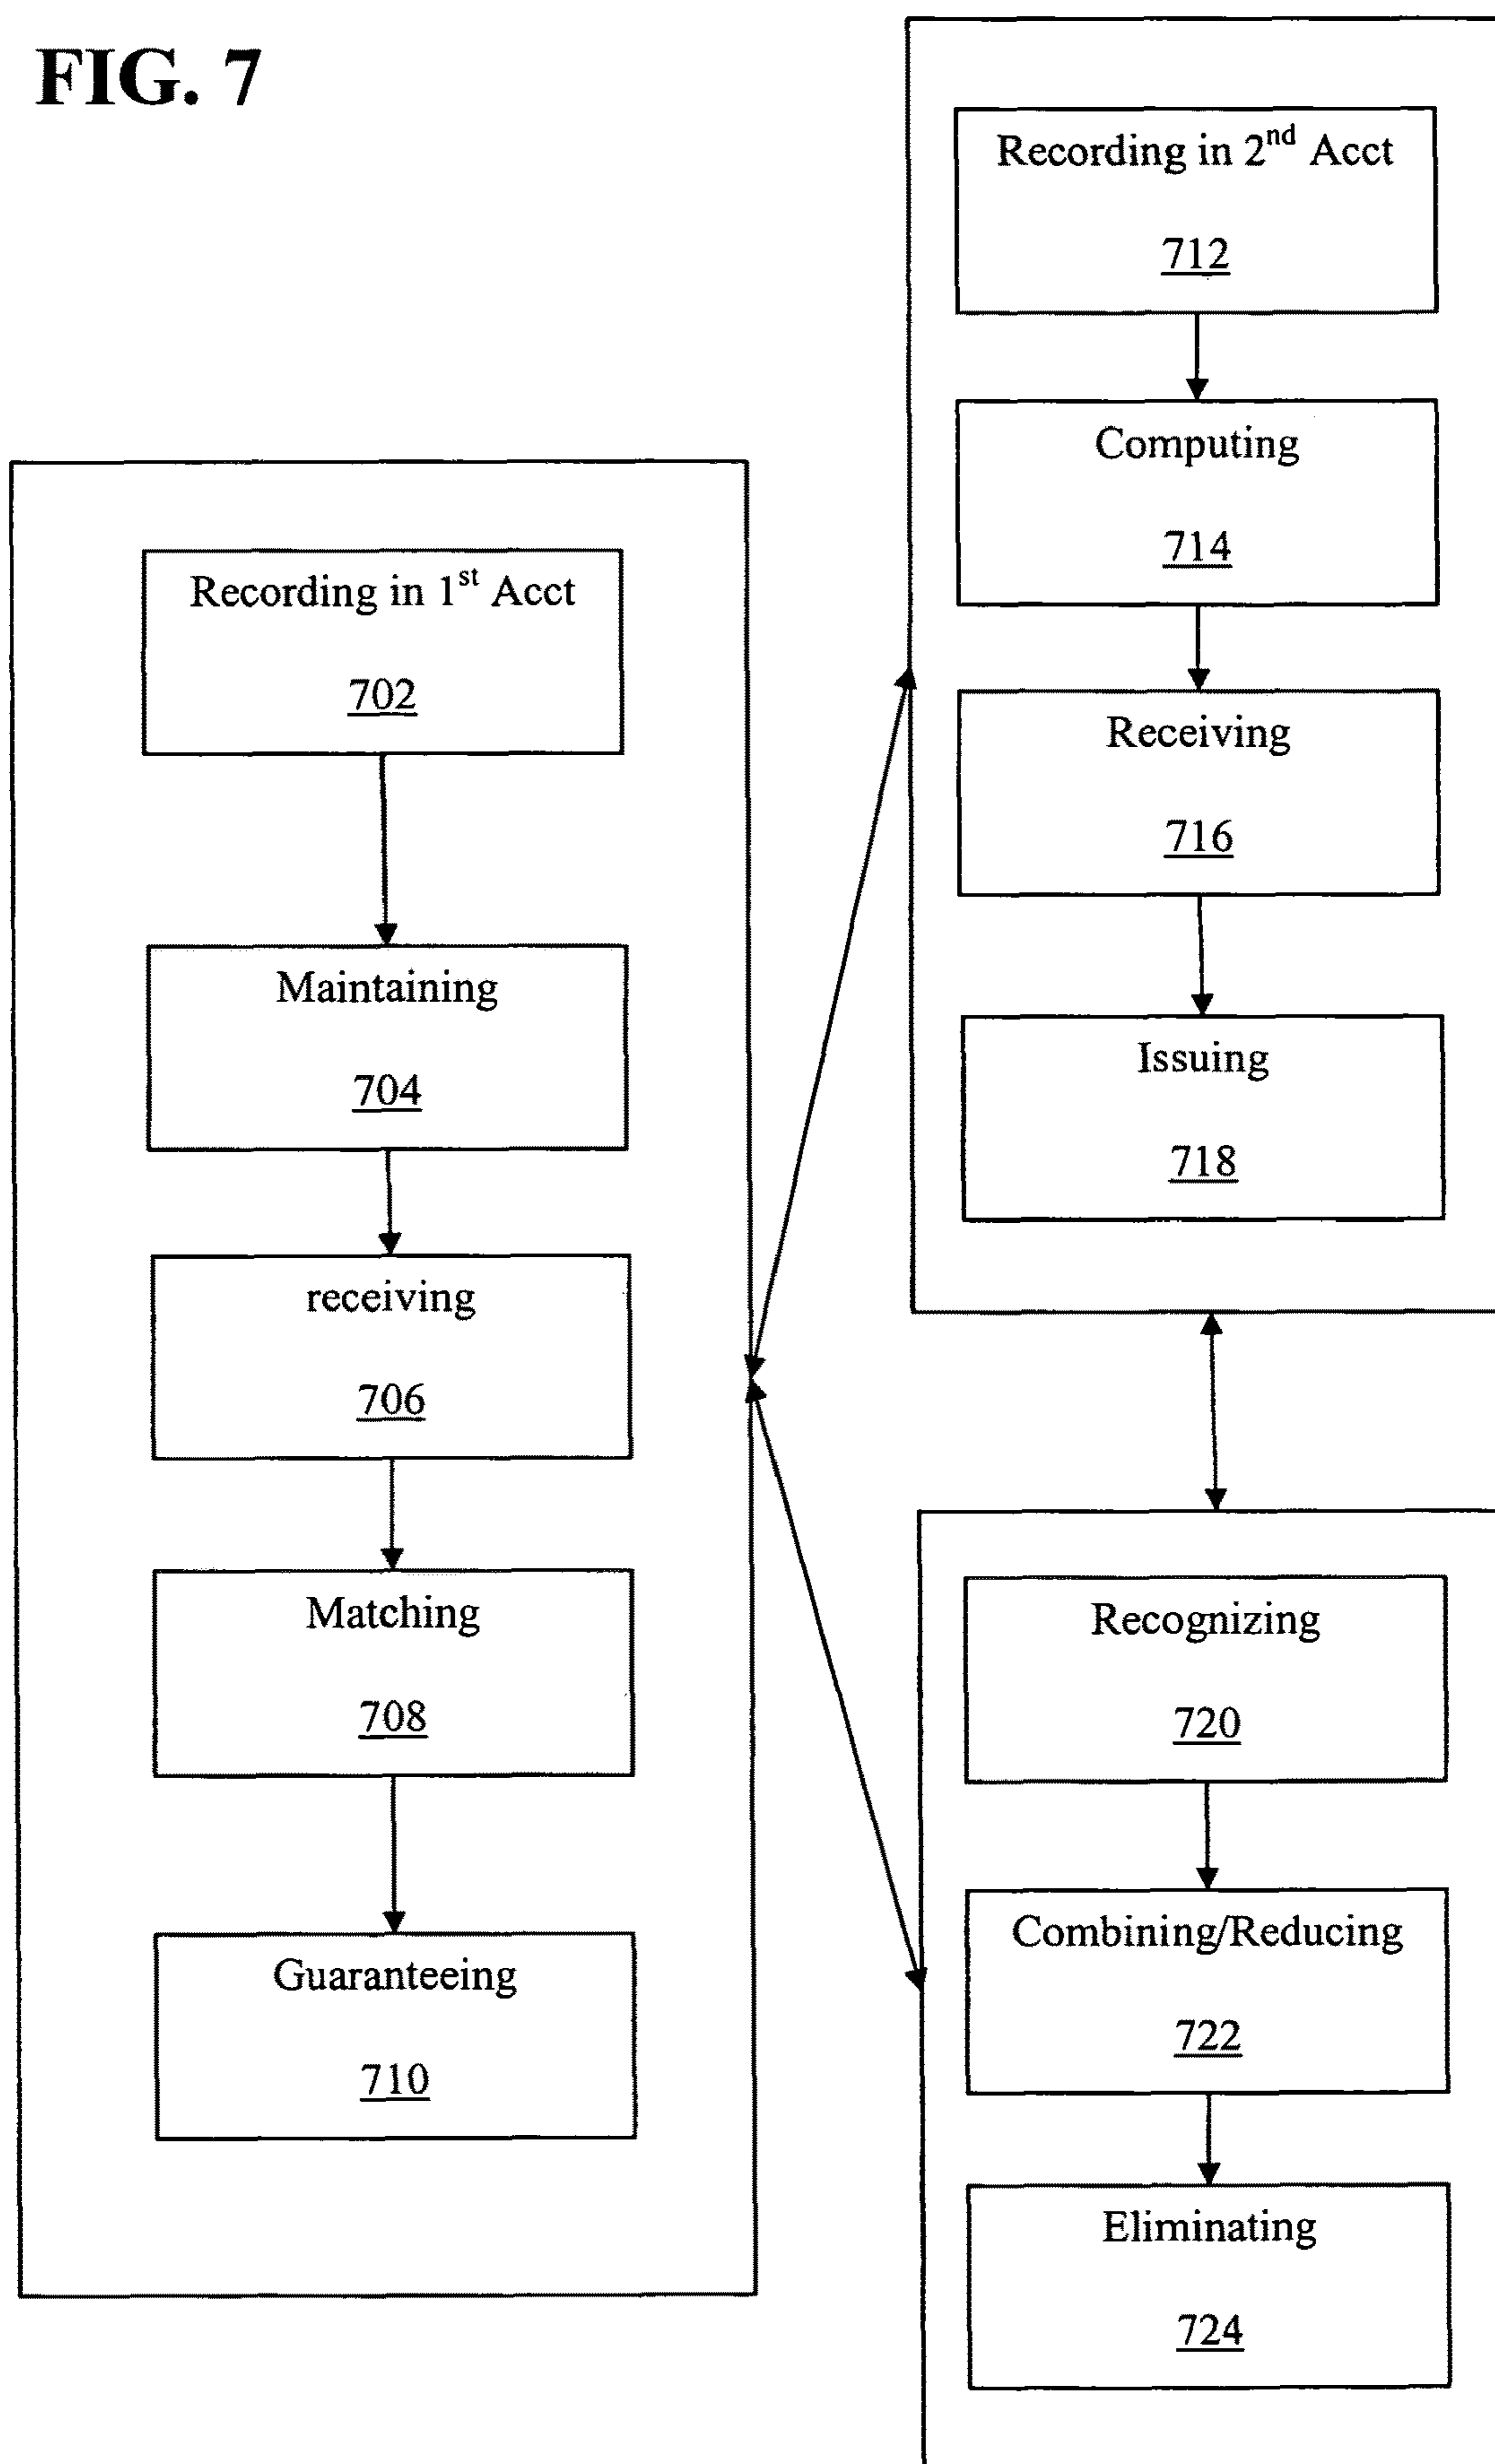 FIG. 7
Recording in 1st Acct
702
Maintaining
704
receiving
706
Matching
708
Guaranteeing
710
Recording in 2nd Acct
712
Computing
714
Receiving
716
Issuing
718
Recognizing
720
Combining/Reducing
722
Eliminating
724